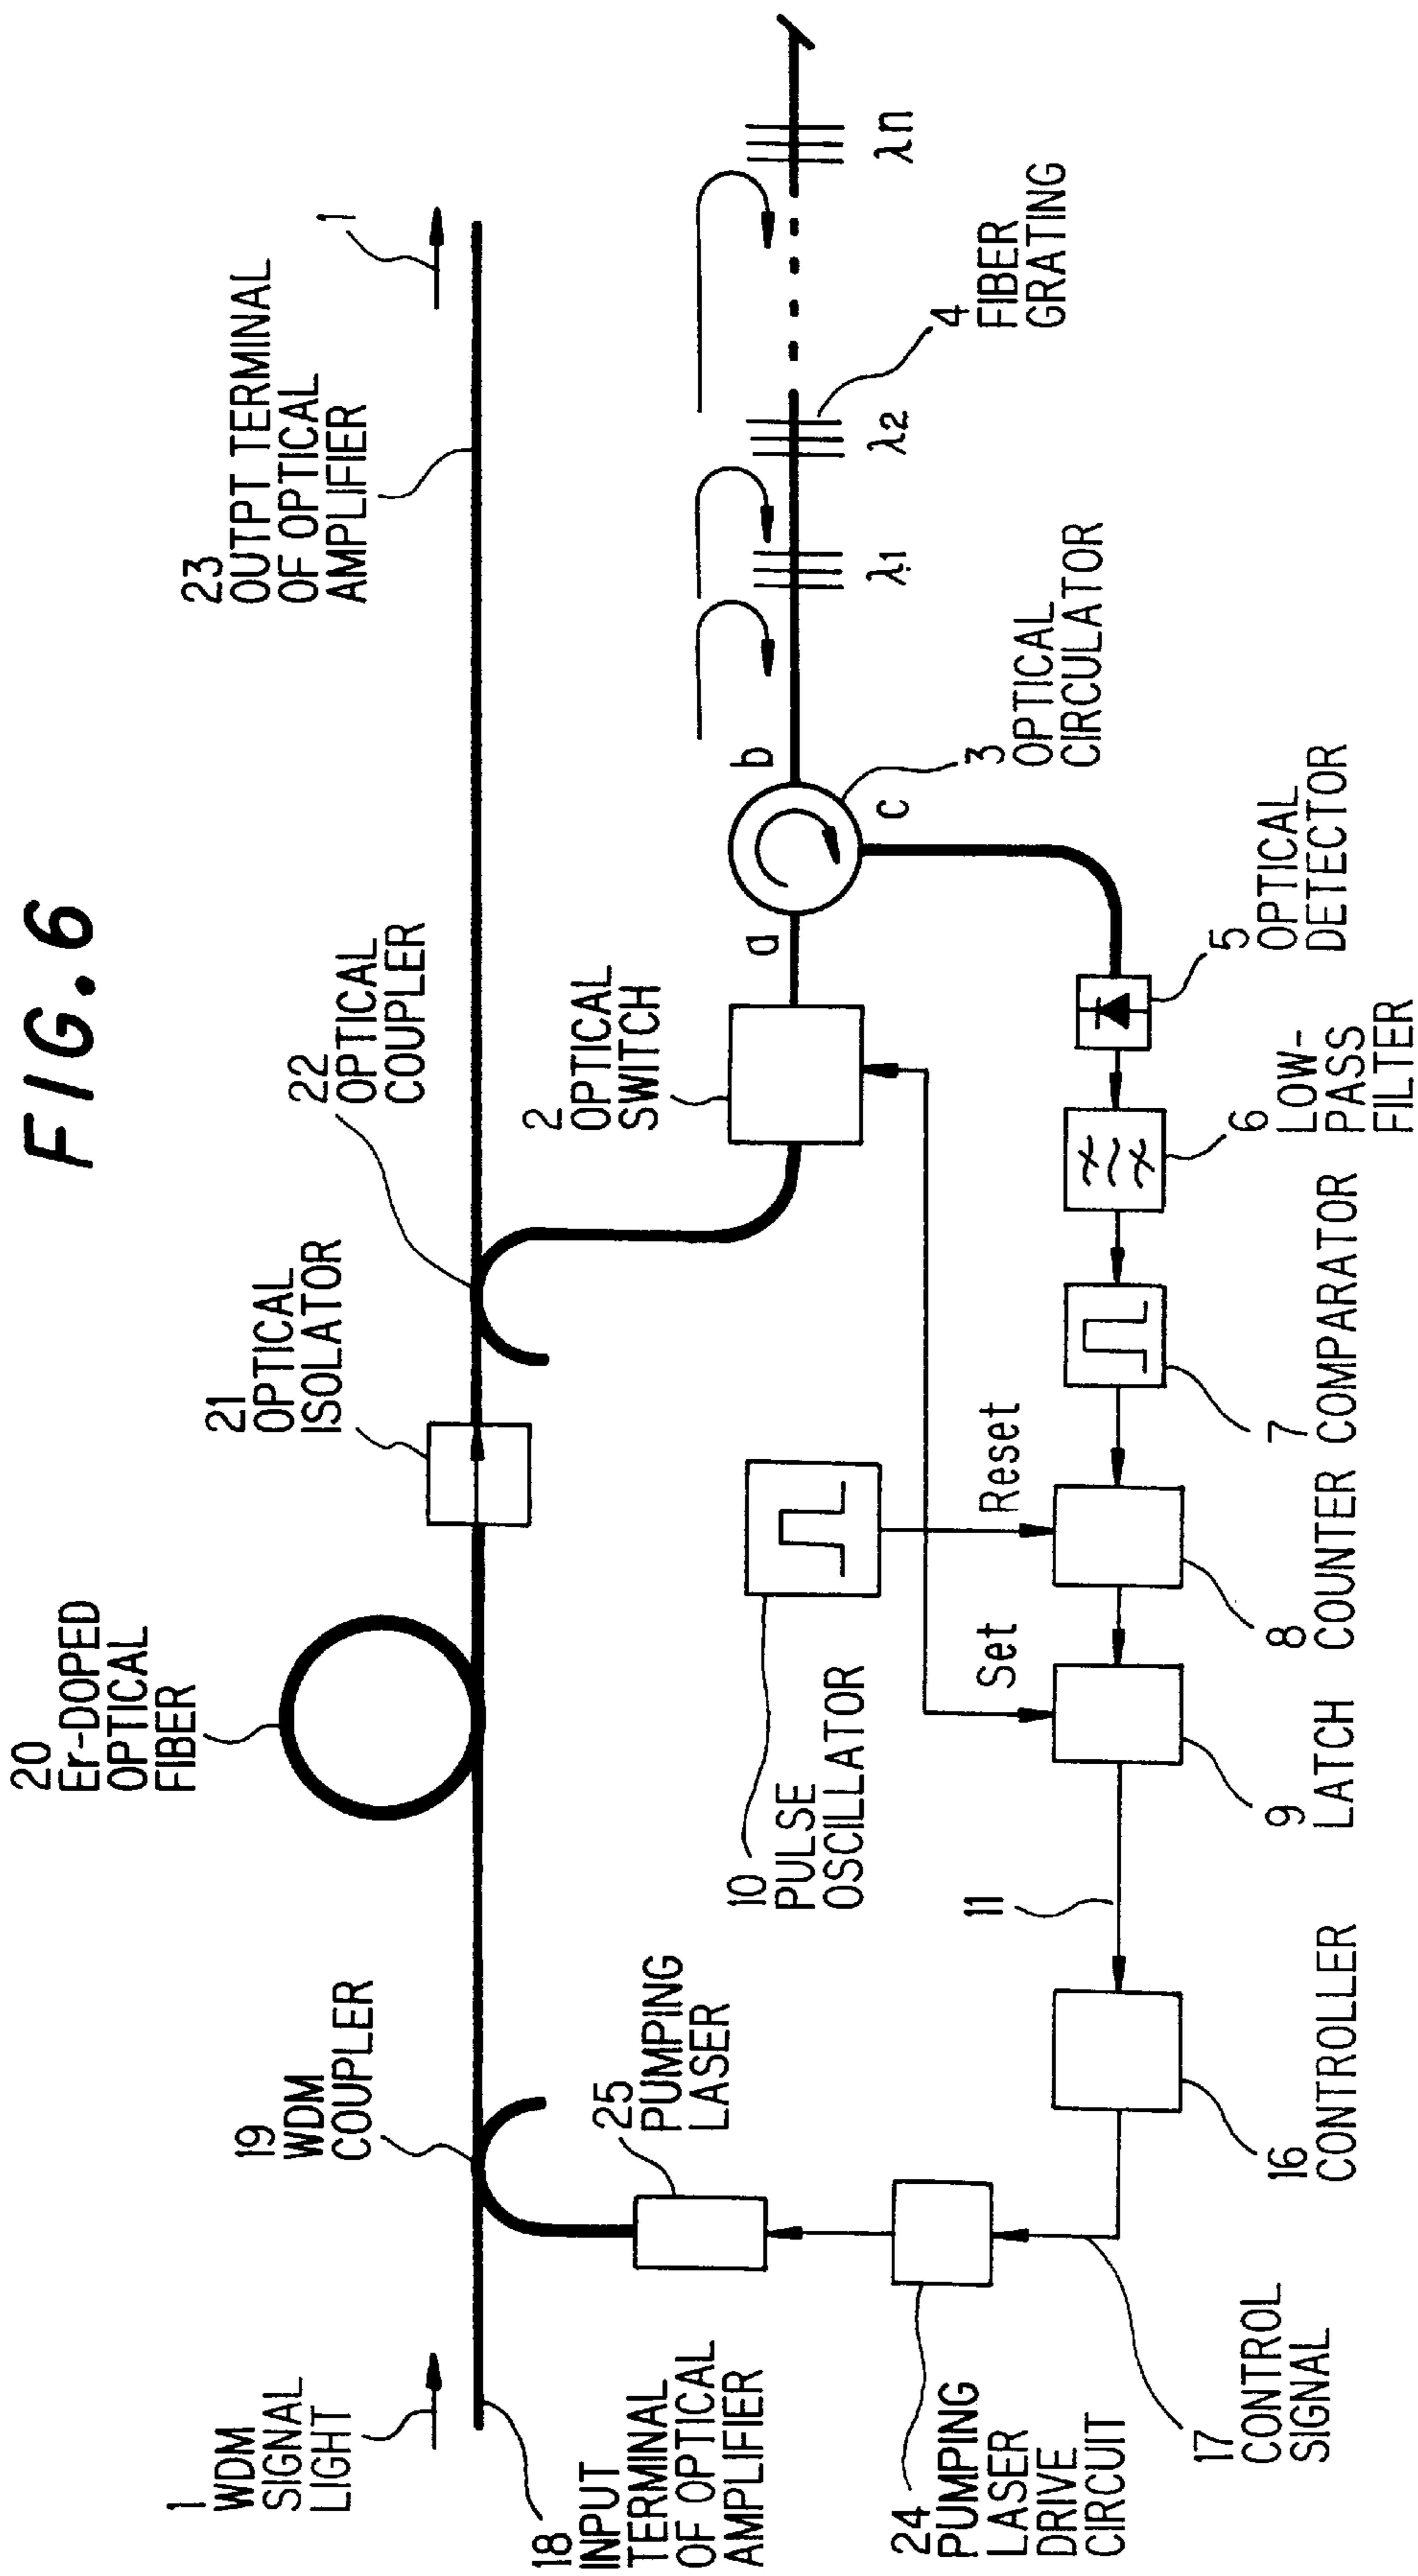 FIG.6
1
WDM
SIGNAL
LIGHT
18
INPUT
TERMINAL
OF OPTICAL
AMPLIFIER
19
WDM
COUPLER
20
Er-DOPED
OPTICAL
FIBER
21
OPTICAL
ISOLATOR
22
OPTICAL
COUPLER
23
OUTPT TERMINAL
OF OPTICAL
AMPLIFIER
1
25
PUMPING
LASER
24
PUMPING
LASER
DRIVE
CIRCUIT
17
CONTROL
SIGNAL
16
CONTROLLER
11
10
PULSE
OSCILLATOR
Set
Reset
9
LATCH
8
COUNTER
7
COMPARATOR
6
LOW-
PASS
FILTER
5
OPTICAL
DETECTOR
2
OPTICAL
SWITCH
a
b
c
3
OPTICAL
CIRCULATOR
λ1
λ2
λn
4
FIBER
GRATING